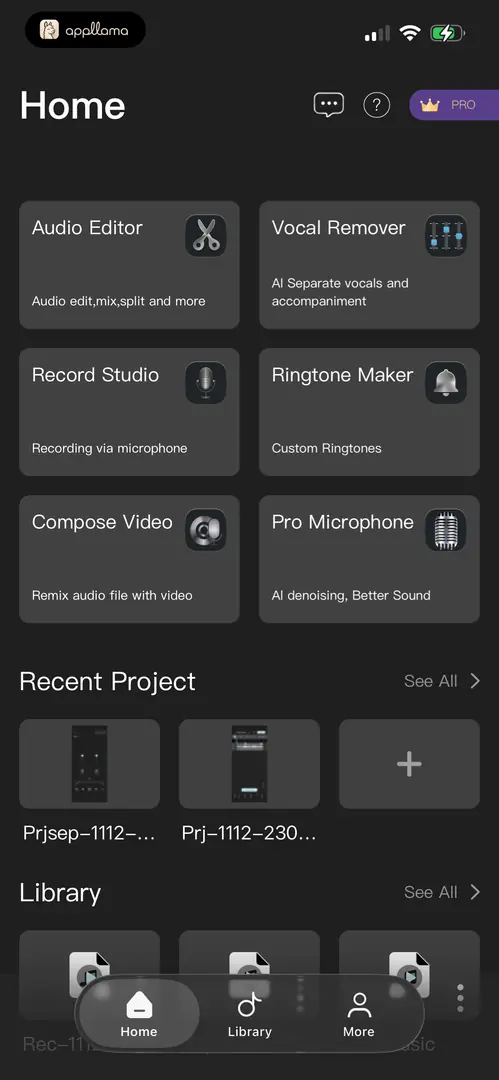 appllama
Home
?
PRO
Audio Editor
Audio edit,mix,split and more
Vocal Remover
AI Separate vocals and
accompaniment
Record Studio
Recording via microphone
Ringtone Maker
Custom Ringtones
Compose Video
Remix audio file with video
Pro Microphone
AI denoising, Better Sound
Recent Project
See All
Prjsep-1112-...
Prj-1112-230...
Library
See All
Home
Library
More